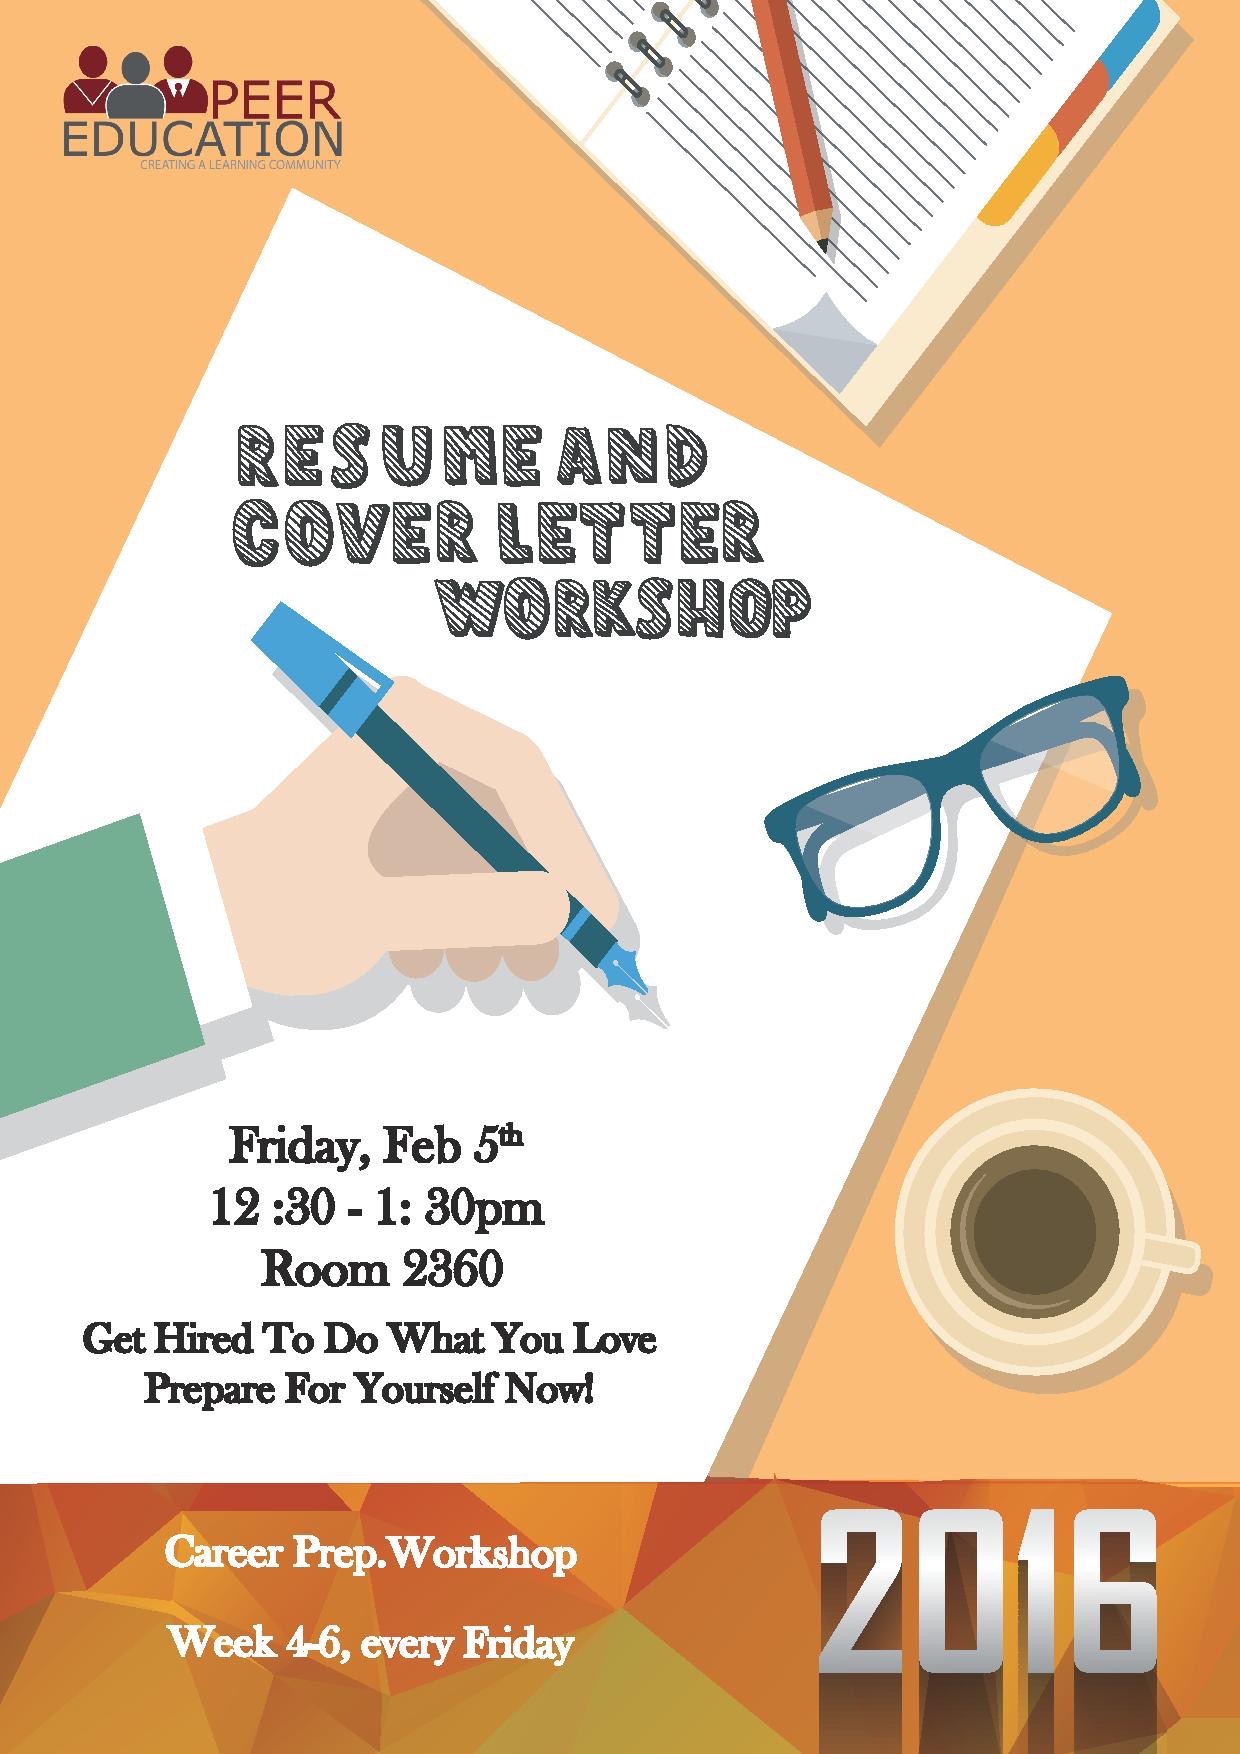 PEER
EDUCATION
CREATING A LEARNING COMMUNITY
RESUME AND
COVER LETTER
WORKSHOP
Friday, Feb 5th
12 :30 - 1: 30pm
Room 2360
Get Hired To Do What You Love
Prepare For Yourself Now!
Career Prep.Workshop
Week 4-6, every Friday
2016